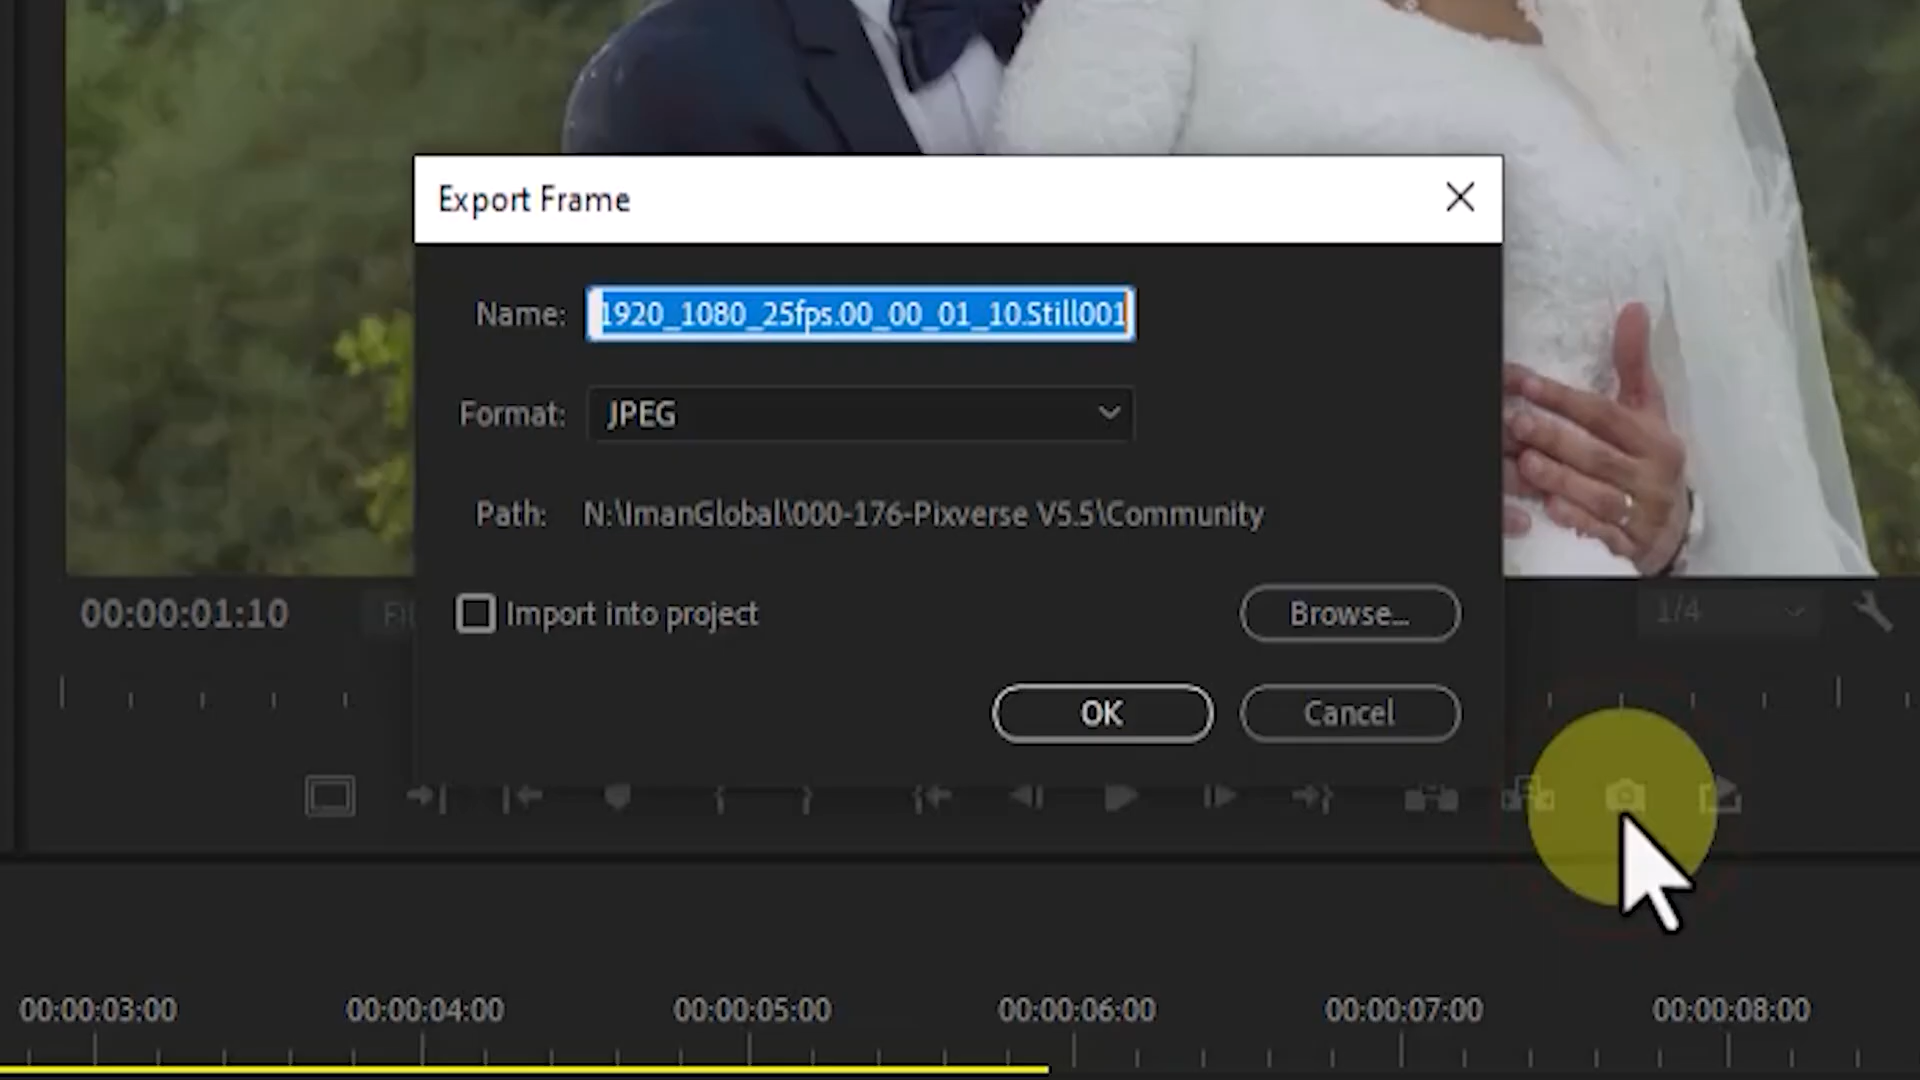 Export Frame
Name: 1920_1080_25fps.00_00_01_10.Still001
Format: JPEG
Path: N:\ImanGlobal\000-176-Pixverse V5.5\Community
00:00:01:10
Import into project
Browse...
1/4
OK
Cancel
00:00:03:00 00:00:04:00 00:00:05:00 00:00:06:00 00:00:07:00 00:00:08:00